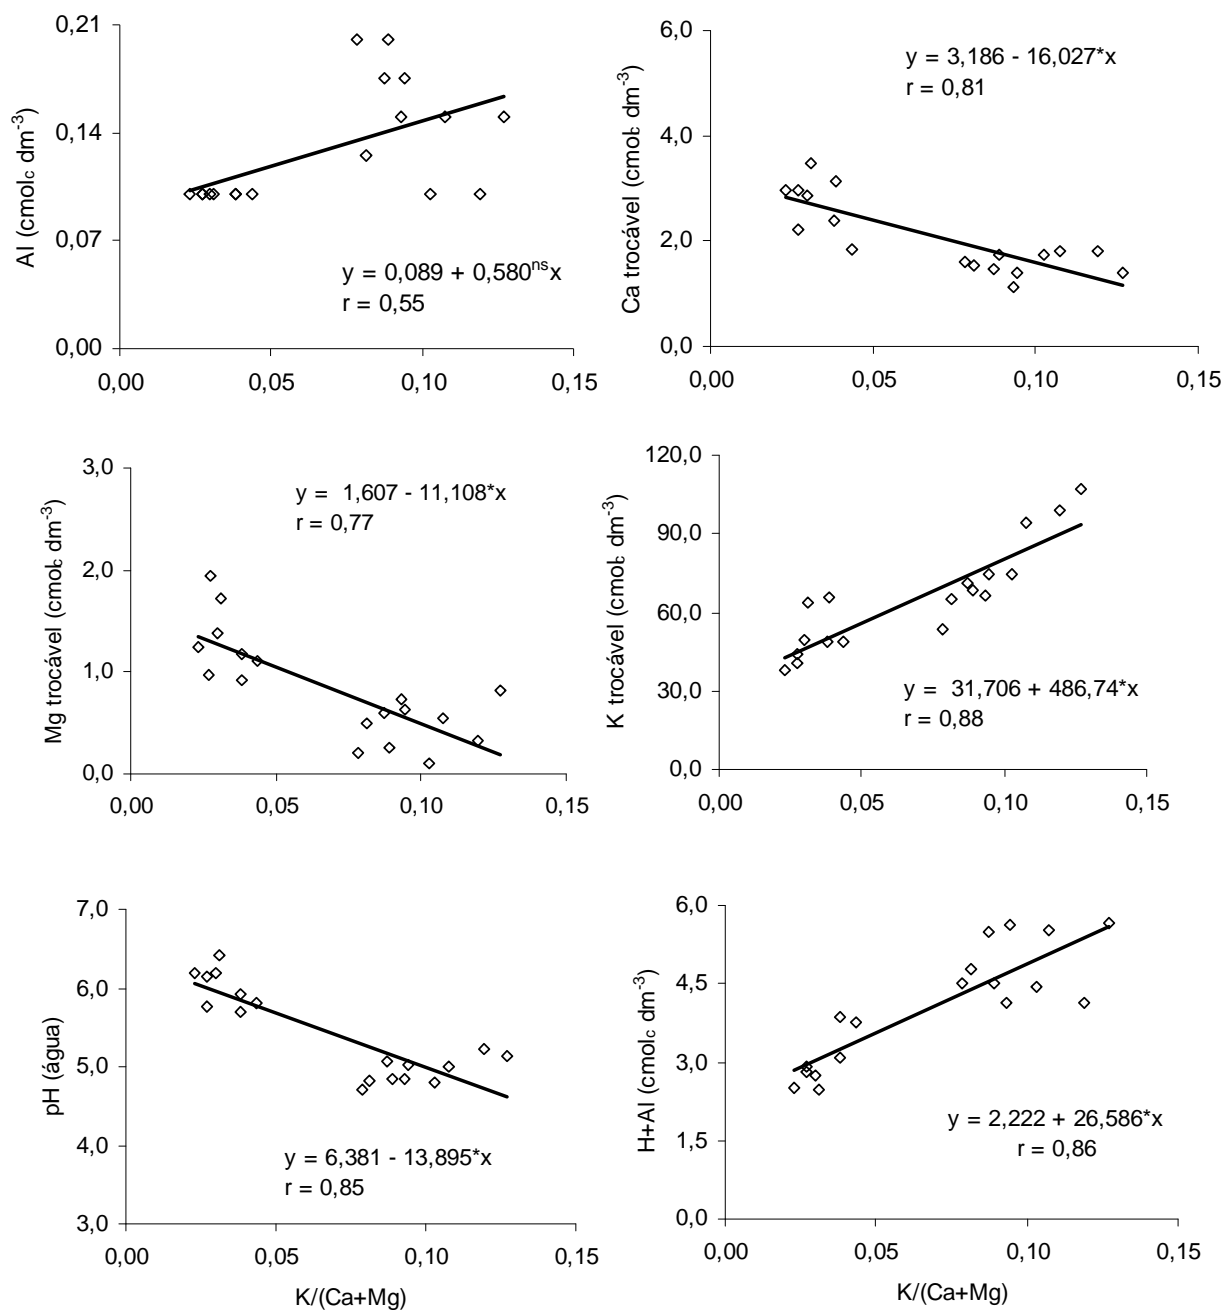 0,21
0,14
0,07
0,00
Al (cmolc dm-3)
y = 0,089 + 0,580nsx
r = 0,55
0,00 0,05 0,10 0,15
6,0
4,0
2,0
0,0
Ca trocável (cmolc dm-3)
y = 3,186 - 16,027*x
r = 0,81
0,00 0,05 0,10 0,15
3,0
2,0
1,0
0,0
Mg trocável (cmolc dm-3)
y = 1,607 - 11,108*x
r = 0,77
0,00 0,05 0,10 0,15
120,0
90,0
60,0
30,0
0,0
K trocável (cmolc dm-3)
y = 31,706 + 486,74*x
r = 0,88
0,00 0,05 0,10 0,15
7,0
6,0
5,0
4,0
3,0
pH (água)
y = 6,381 - 13,895*x
r = 0,85
0,00 0,05 0,10 0,15
K/(Ca+Mg)
6,0
4,5
3,0
1,5
0,0
H+Al (cmolc dm-3)
y = 2,222 + 26,586*x
r = 0,86
0,00 0,05 0,10 0,15
K/(Ca+Mg)